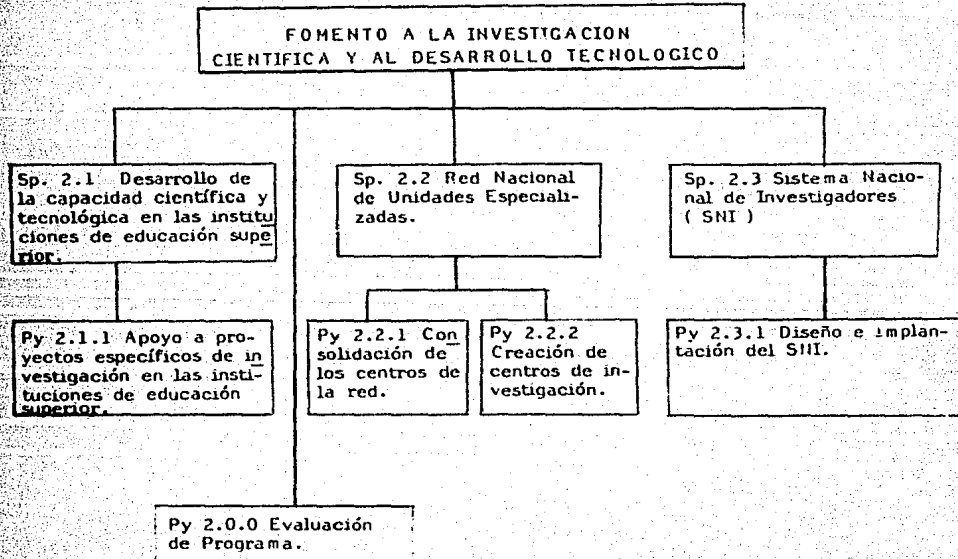 FOMENTO A LA INVESTIGACION
CIENTIFICA Y AL DESARROLLO TECNOLOGICO
Sp. 2.1 Desarrollo de
la capacidad científica y
tecnológica en las institu
ciones de educación supe
rior.
Sp. 2.2 Red Nacional
de Unidades Especiali-
zadas.
Sp. 2.3 Sistema Nacio-
nal de Investigadores
( SNI )
Py 2.1.1 Apoyo a pro-
yectos específicos de in
vestigación en las insti-
tuciones de educación
superior.
Py 2.2.1 Con
solidación de
los centros de
la red.
Py 2.2.2
Creación de
centros de in-
vestigación.
Py 2.3.1 Diseño e implan-
tación del SNI.
Py 2.0.0 Evaluación
de Programa.